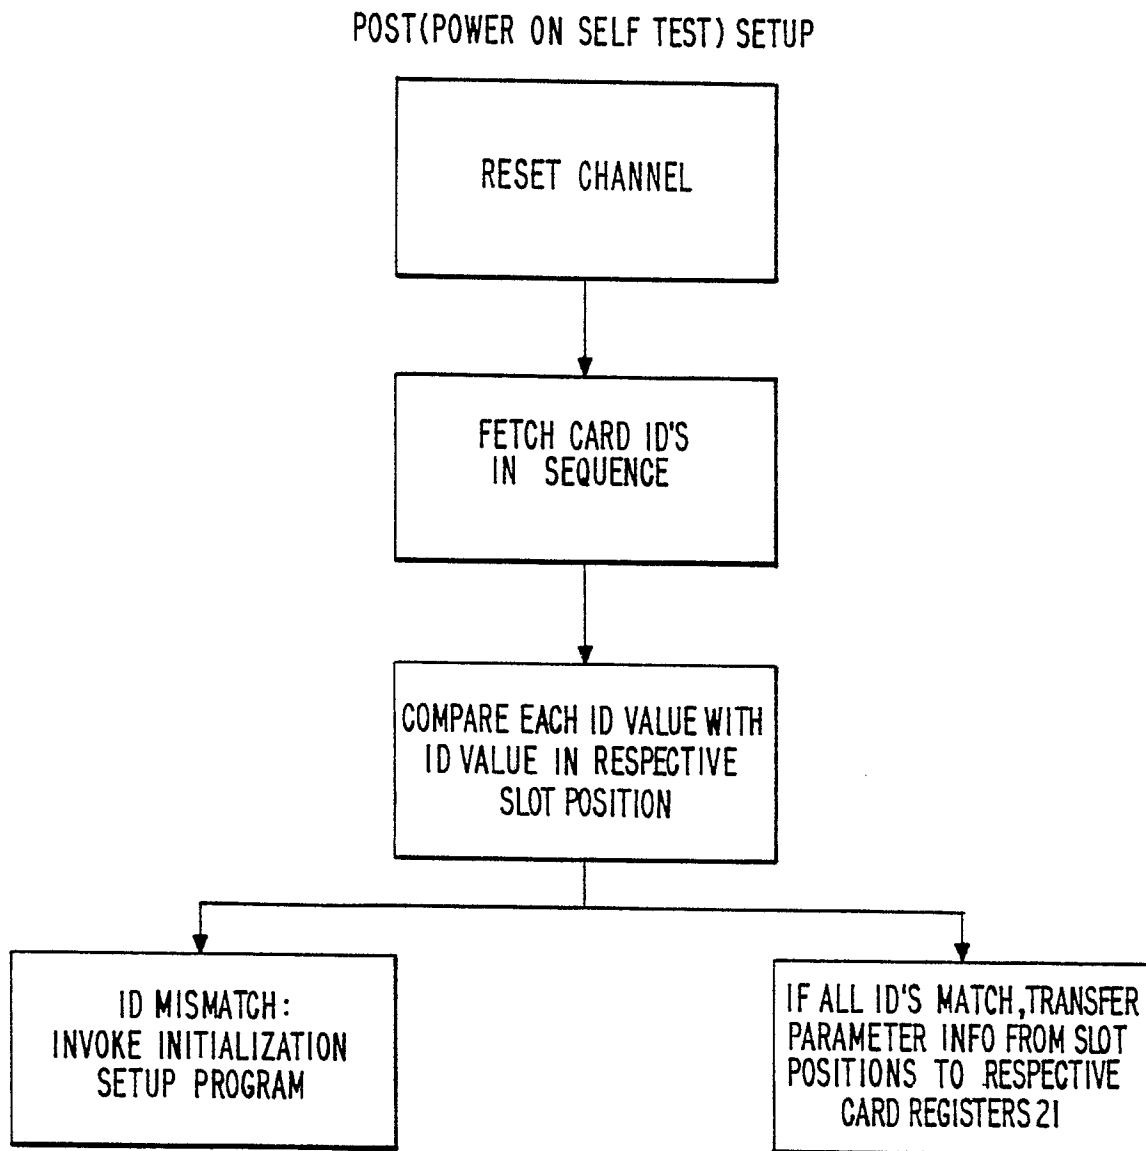 POST(POWER ON SELF TEST) SETUP
RESET CHANNEL
FETCH CARD ID'S
IN SEQUENCE
COMPARE EACH ID VALUE WITH
ID VALUE IN RESPECTIVE
SLOT POSITION
ID MISMATCH:
INVOKE INITIALIZATION
SETUP PROGRAM
IF ALL ID'S MATCH, TRANSFER
PARAMETER INFO FROM SLOT
POSITIONS TO RESPECTIVE
CARD REGISTERS 21